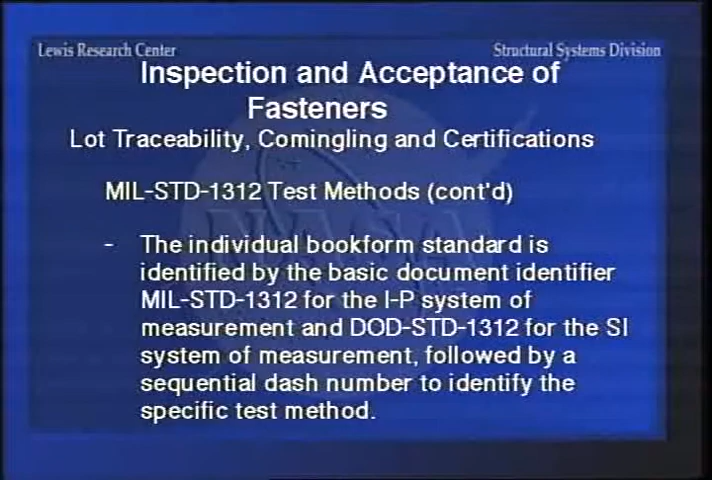 Lewis Research Center
Structural Systems Division
Inspection and Acceptance of
Fasteners
Lot Traceability, Comingling and Certifications
MIL-STD-1312 Test Methods (cont'd)
- The individual bookform standard is
identified by the basic document identifier
MIL-STD-1312 for the I-P system of
measurement and DOD-STD-1312 for the SI
system of measurement, followed by a
sequential dash number to identify the
specific test method.
NASA